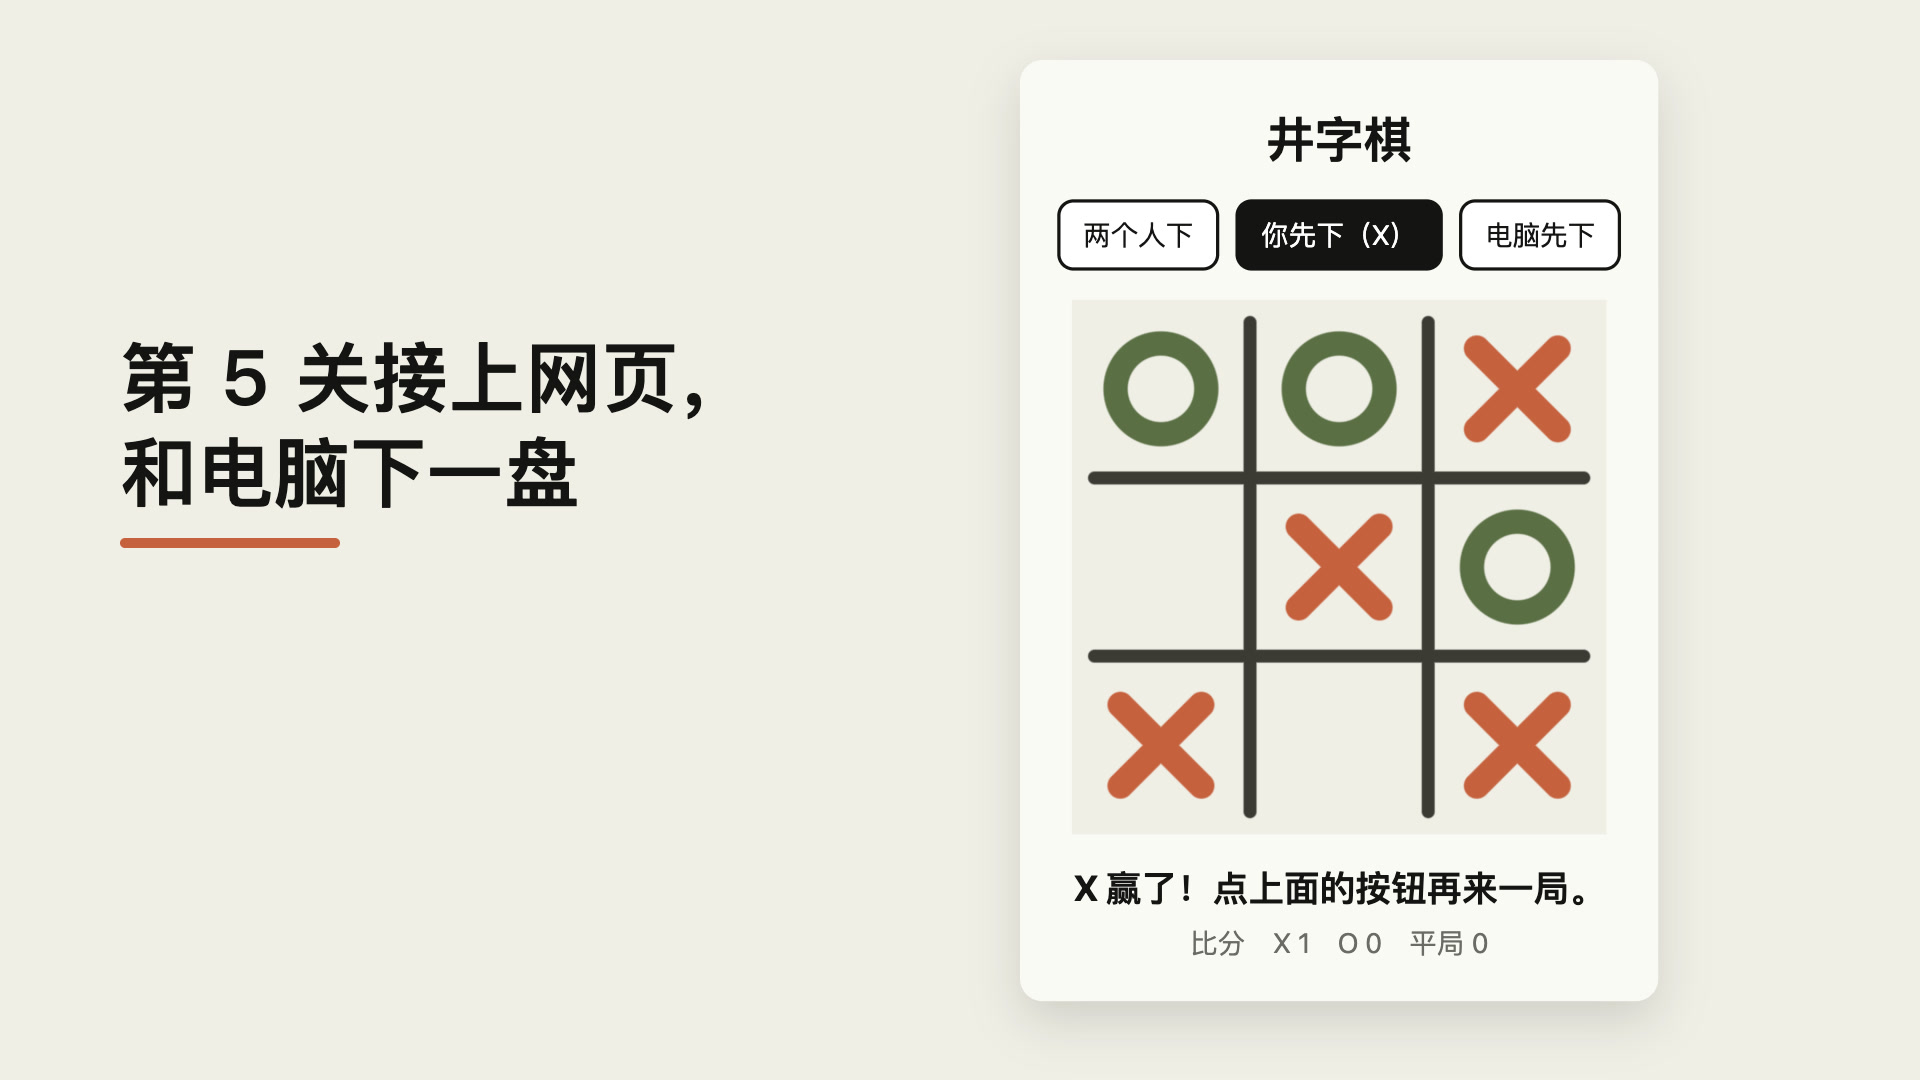 第 5 关接上网页，
和电脑下一盘
井字棋
两个人下
你先下（X）
电脑先下
X 赢了！点上面的按钮再来一局。
比分 X 1 O 0 平局 0